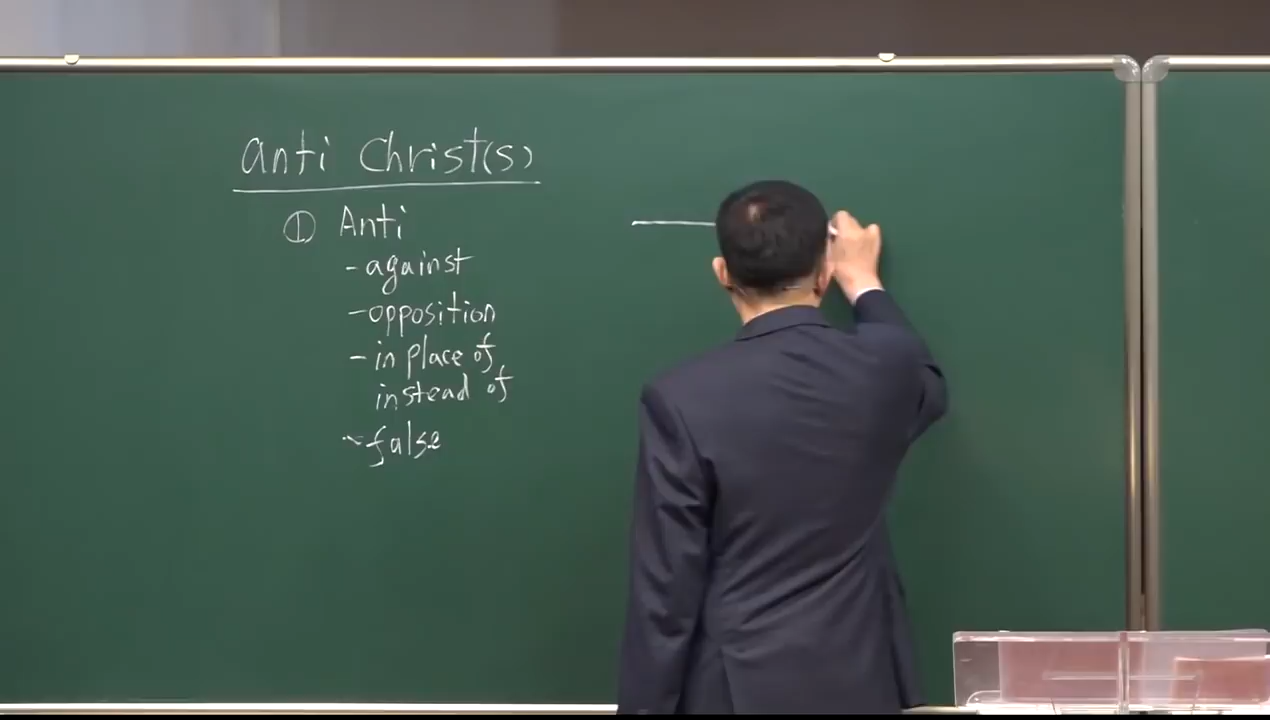 anti Christ(s)
① Anti
- against
- opposition
- in place of
instead of
- false